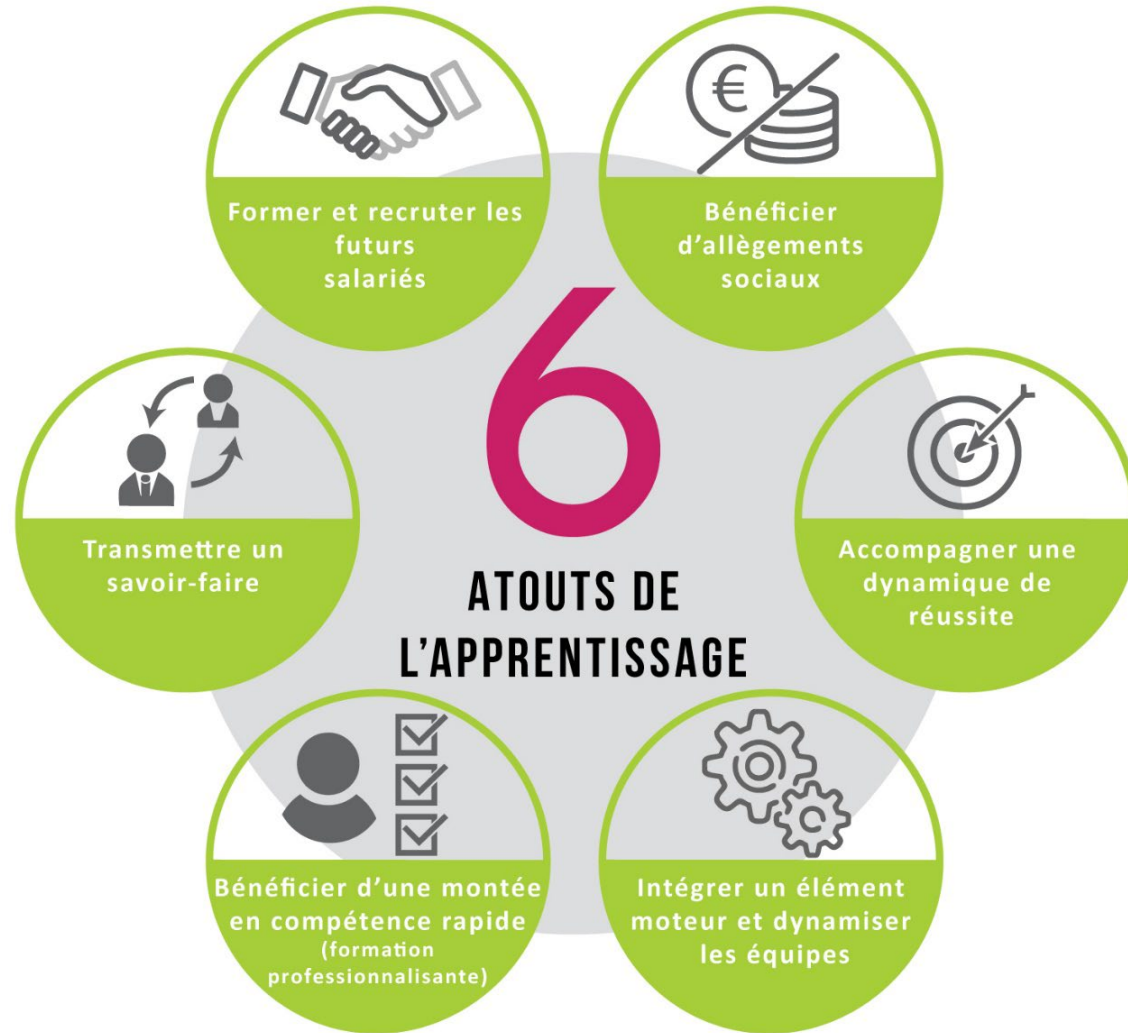 Former et recruter les
futurs
salariés
Bénéficier
d’allègements
sociaux
€
6
ATOUTS DE
L’APPRENTISSAGE
Transmettre un
savoir-faire
Accompagner une
dynamique de
réussite
Bénéficier d’une montée
en compétence rapide
(formation
professionnalisante)
Intégrer un élément
moteur et dynamiser
les équipes